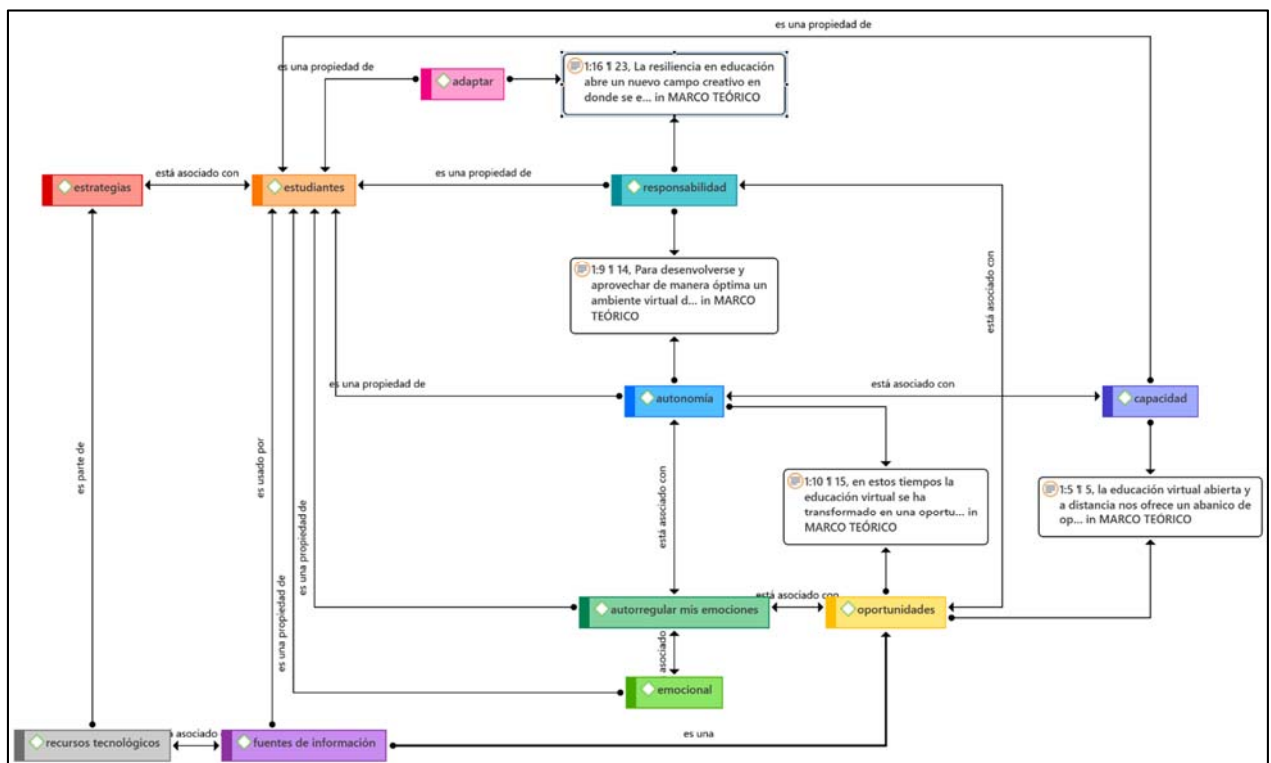 es una propiedad de
es una propiedad de
adaptar
1:16 ¶ 23, La resiliencia en educación
abre un nuevo campo creativo en
donde se e... in MARCO TEÓRICO
estrategias
está asociado con
estudiantes
es una propiedad de
responsabilidad
1:9 ¶ 14, Para desenvolverse y
aprovechar de manera óptima un
ambiente virtual d... in MARCO
TEÓRICO
está asociado con
es una propiedad de
autonomía
está asociado con
capacidad
es parte de
es usado por
es una propiedad de
es una propiedad de
está asociado con
1:10 ¶ 15, en estos tiempos la
educación virtual se ha
transformado en una oportu... in
MARCO TEÓRICO
1:5 ¶ 5, la educación virtual abierta y
a distancia nos ofrece un abanico de
op... in MARCO TEÓRICO
autorregular mis emociones
está asociado con
oportunidades
asociado
emocional
recursos tecnológicos
está asociado
fuentes de información
es una